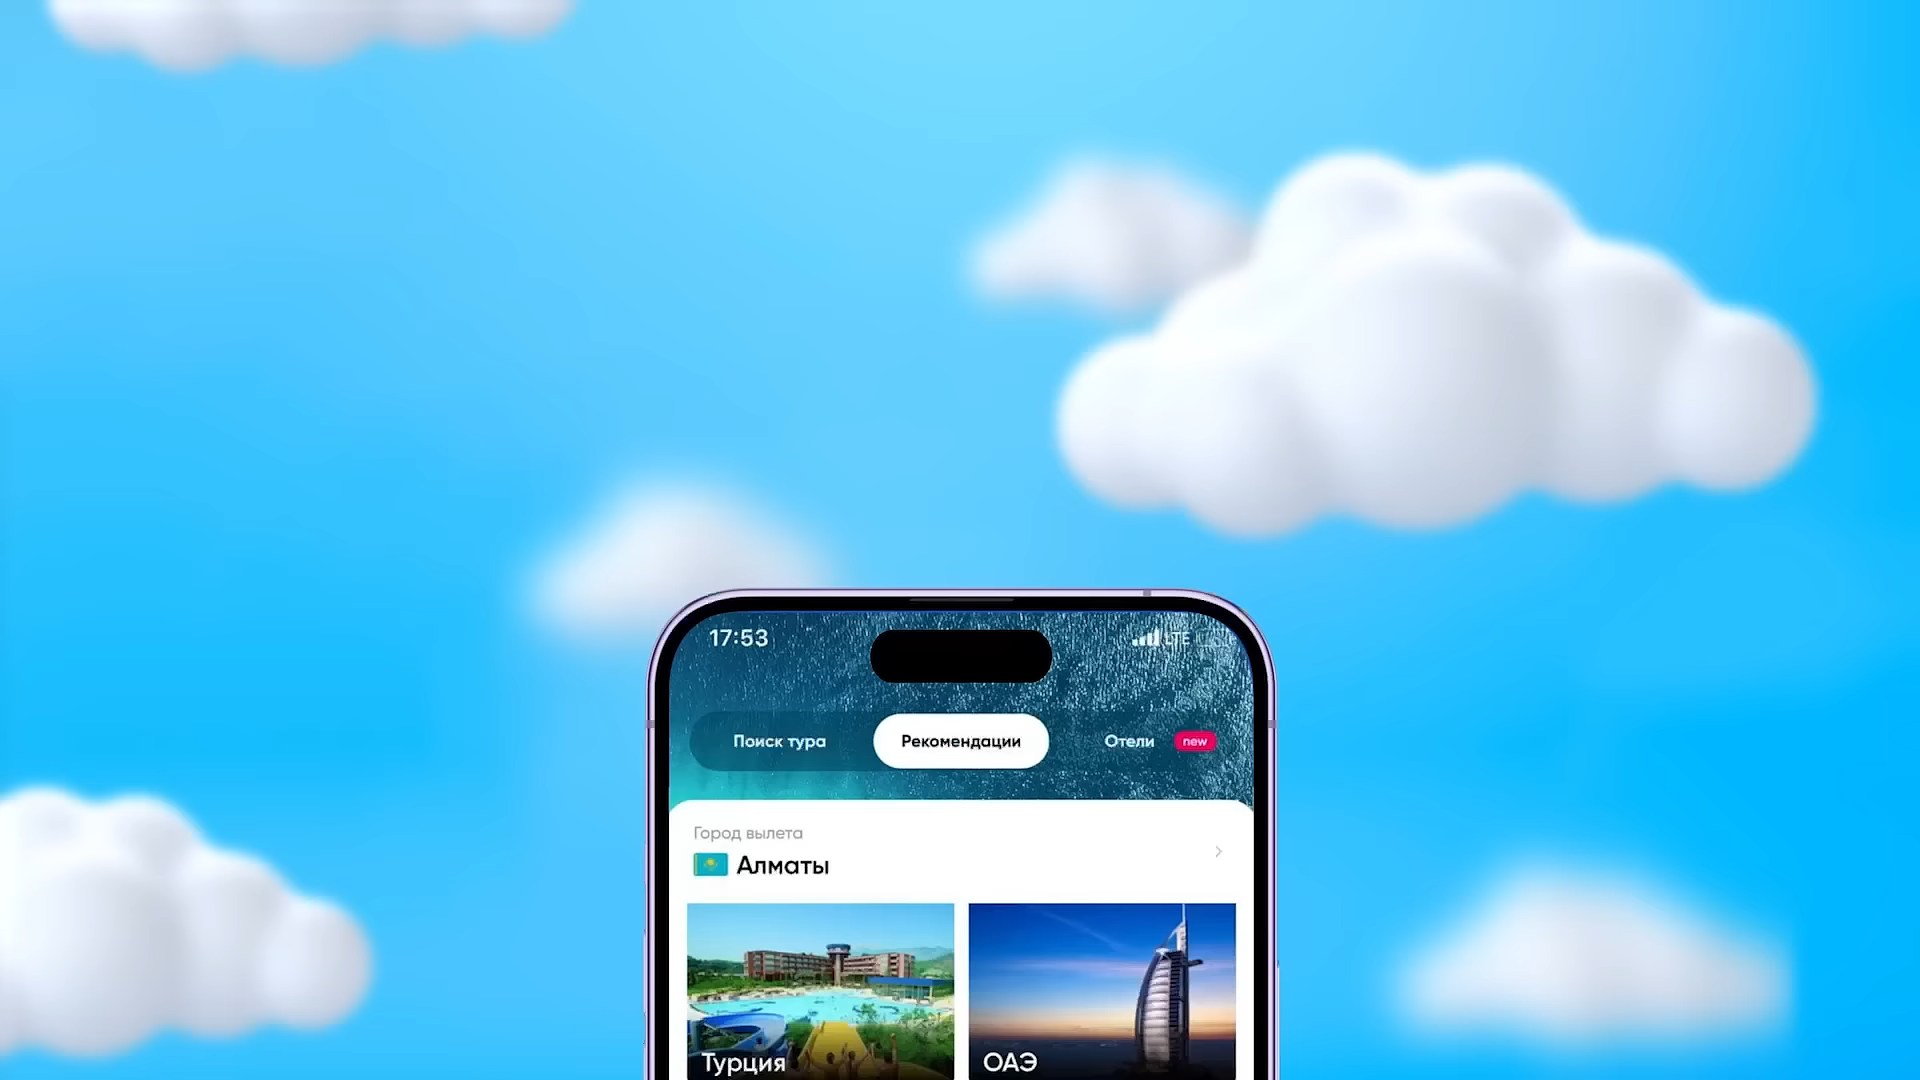 17:53
LTE
Поиск тура
Рекомендации
Отели
new
Город вылета
Алматы
Турция
ОАЭ